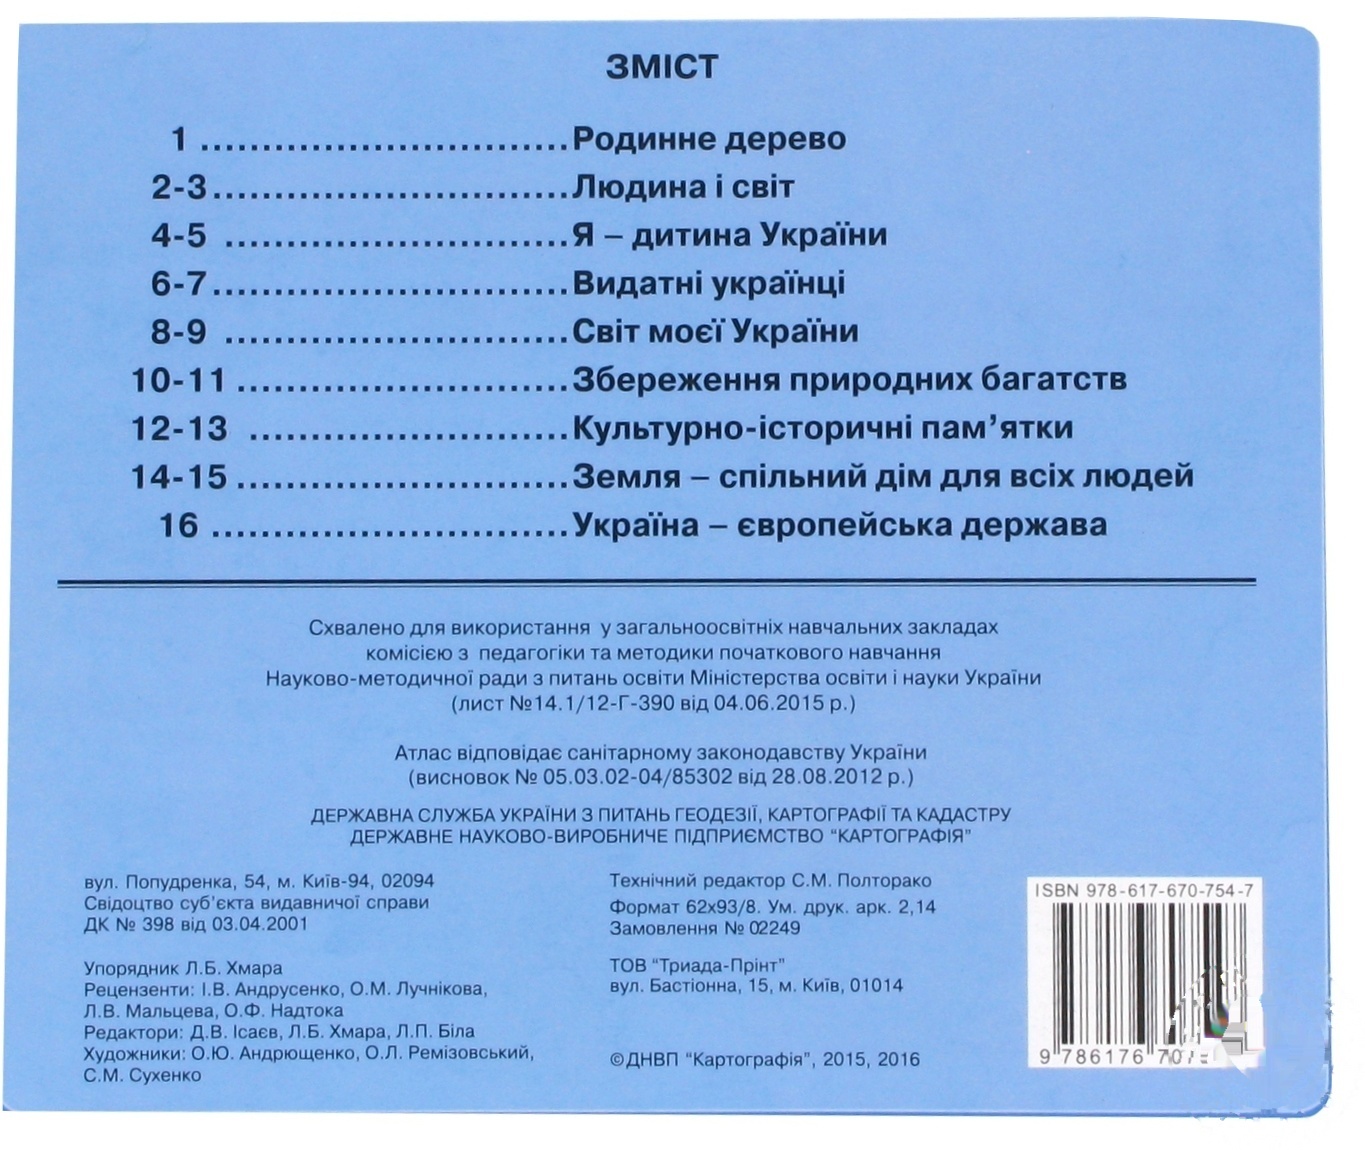 ЗМІСТ
1 ..............................Родинне дерево
2-3.............................Людина і світ
4-5 ............................Я – дитина України
6-7.............................Видатні українці
8-9 ............................Світ моєї України
10-11 ...........................Збереження природних багатств
12-13 ..........................Культурно-історичні пам’ятки
14-15 ...........................Земля – спільний дім для всіх людей
16 .............................Україна – європейська держава
Схвалено для використання у загальноосвітніх навчальних закладах
комісією з педагогіки та методики початкового навчання
Науково-методичної ради з питань освіти Міністерства освіти і науки України
(лист №14.1/12-Г-390 від 04.06.2015 р.)
Атлас відповідає санітарному законодавству України
(висновок № 05.03.02-04/85302 від 28.08.2012 р.)
ДЕРЖАВНА СЛУЖБА УКРАЇНИ З ПИТАНЬ ГЕОДЕЗІЇ, КАРТОГРАФІЇ ТА КАДАСТРУ
ДЕРЖАВНЕ НАУКОВО-ВИРОБНИЧЕ ПІДПРИЄМСТВО “КАРТОГРАФІЯ”
вул. Попудренка, 54, м. Київ-94, 02094
Свідоцтво суб’єкта видавничої справи
ДК № 398 від 03.04.2001
Упорядник Л.Б. Хмара
Рецензенти: І.В. Андрусенко, О.М. Лучнікова,
Л.В. Мальцева, О.Ф. Надтока
Редактори: Д.В. Ісаєв, Л.Б. Хмара, Л.П. Біла
Художники: О.Ю. Андрющенко, О.Л. Ремізовський,
С.М. Сухенко
Технічний редактор С.М. Полторако
Формат 62х93/8. Ум. друк. арк. 2,14
Замовлення № 02249
ТОВ “Триада-Прінт”
вул. Бастіонна, 15, м. Київ, 01014
©ДНВП “Картографія”, 2015, 2016
ISBN 978-617-670-754-7
9 786176 707